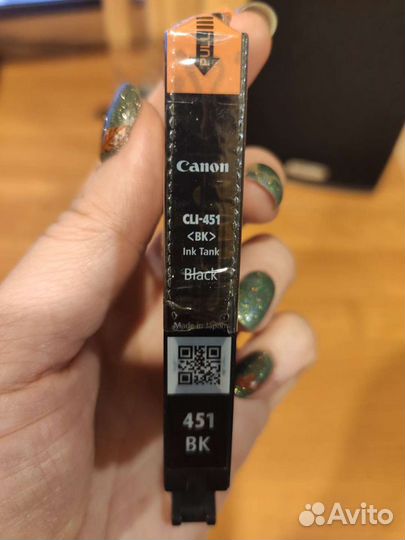 PULL
Canon
CLI-451
<BK>
Ink Tank
Black
Made in Japan
451
BK
Avito